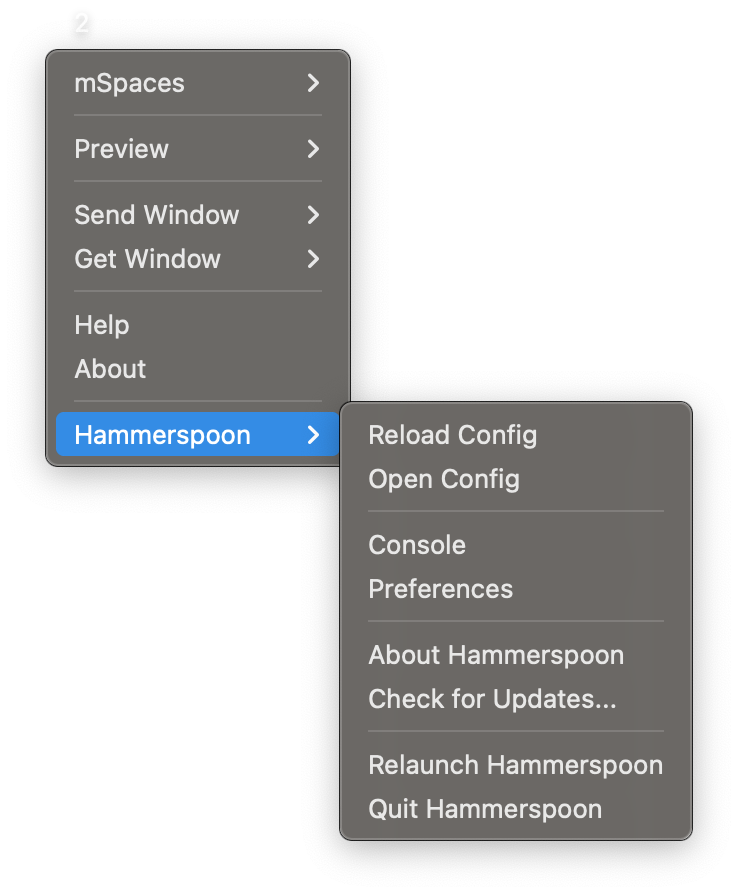 2
mSpaces
Preview
Send Window
Get Window
Help
About
Hammerspoon
Reload Config
Open Config
Console
Preferences
About Hammerspoon
Check for Updates...
Relaunch Hammerspoon
Quit Hammerspoon